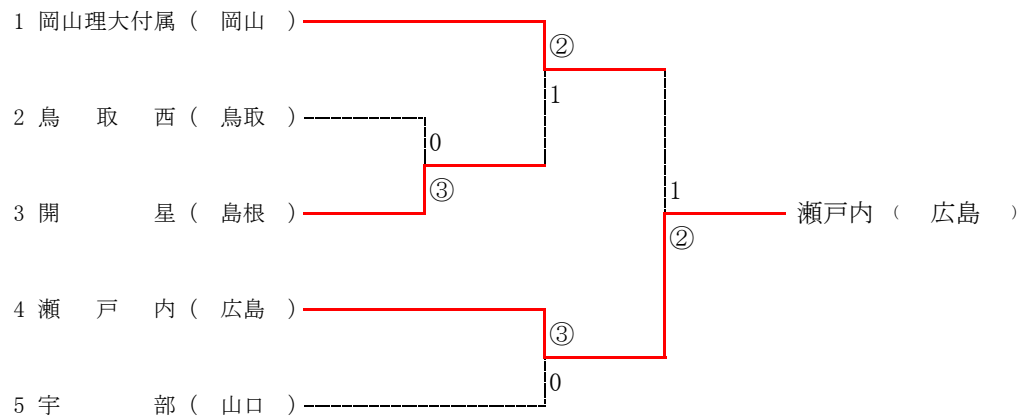 1 岡山理大付属 ( 岡山 )
②
1
2 鳥取西 ( 鳥取 )
0
③
3 開星 ( 島根 )
1
②
瀬戸内 ( 広島 )
4 瀬戸内 ( 広島 )
③
0
5 宇部 ( 山口 )